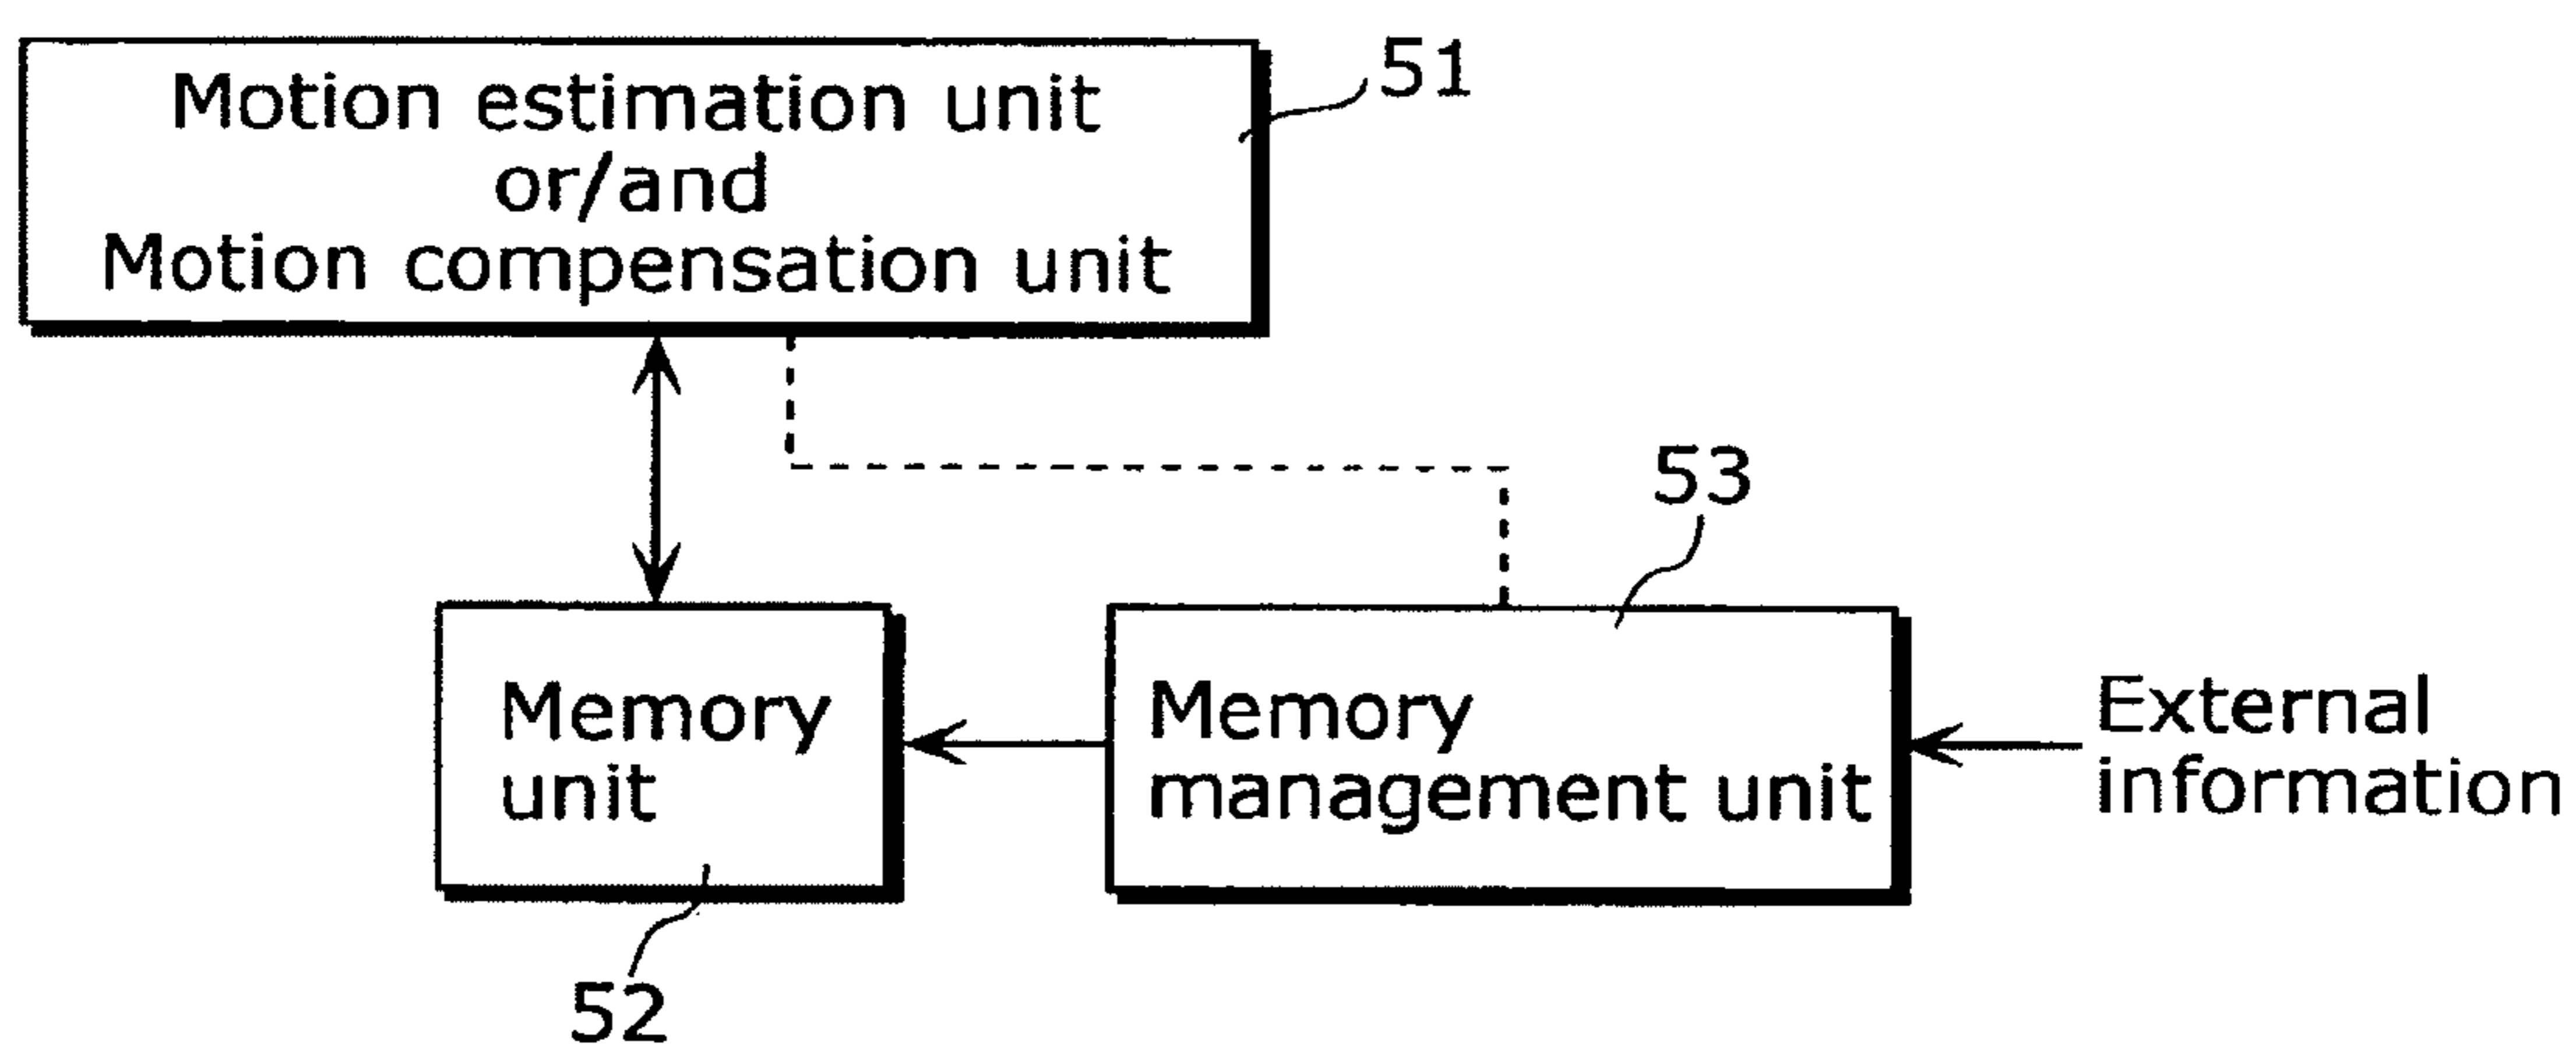 Motion estimation unit
or/and
Motion compensation unit
51
53
Memory
unit
Memory
management unit
External
information
52